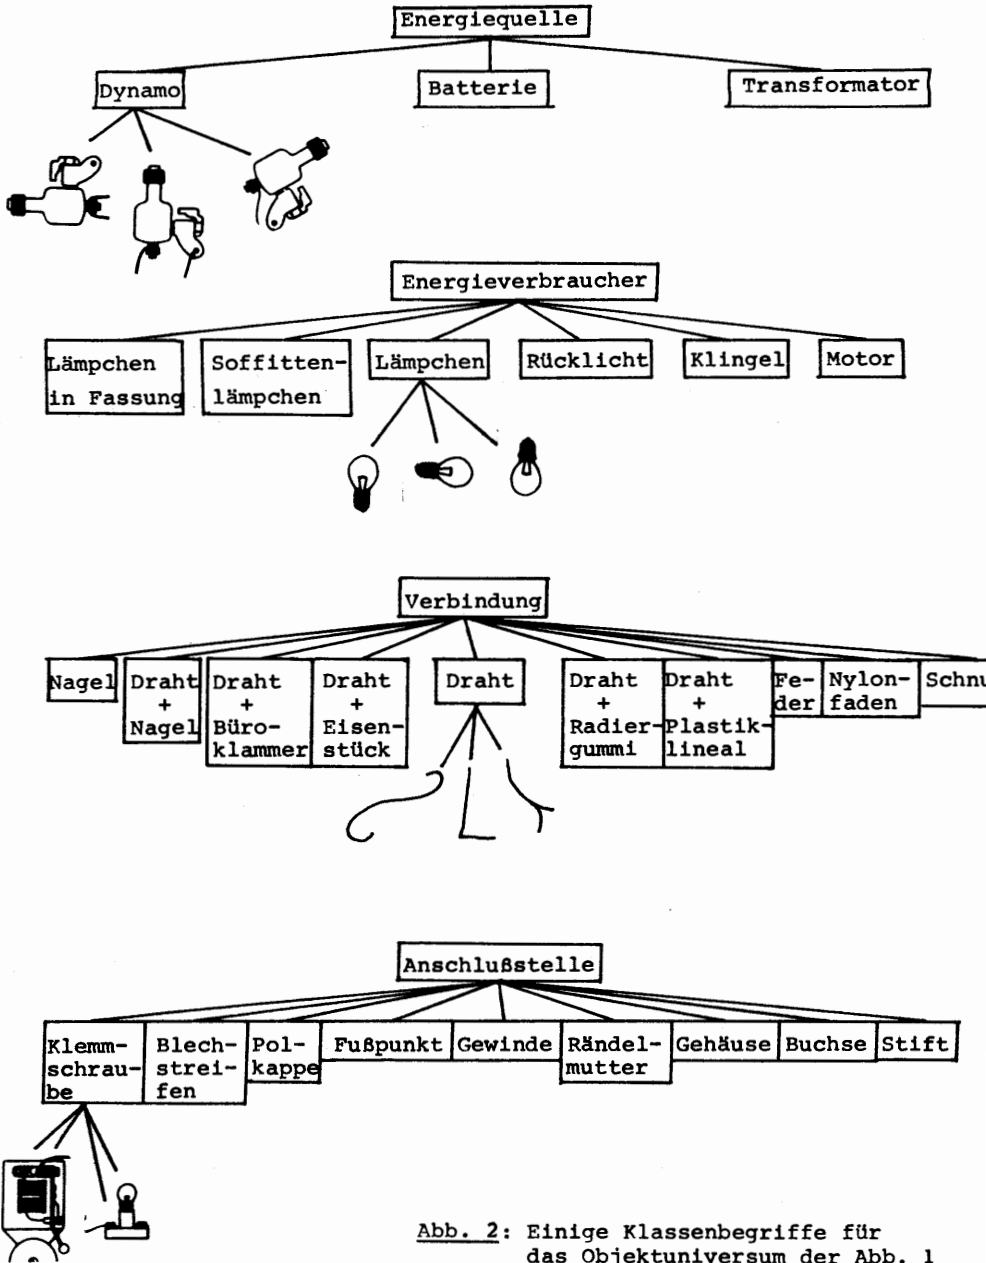 Energiequelle
Dynamo
Batterie
Transformator
Energieverbraucher
Lämpchen
in Fassung
Soffitten-
lämpchen
Lämpchen
Rücklicht
Klingel
Motor
Verbindung
Nagel
Draht
+
Nagel
Draht
+
Büro-
klammer
Draht
+
Eisen-
stück
Draht
Draht
+
Radier-
gummi
Draht
+
Plastik-
lineal
Fe-
der
Nylon-
faden
Schnu
Anschlußstelle
Klemm-
schrau-
be
Blech-
strei-
fen
Pol-
kappe
Fußpunkt
Gewinde
Rändel-
mutter
Gehäuse
Buchse
Stift
Abb. 2: Einige Klassenbegriffe für
das Objektuniversum der Abb. 1